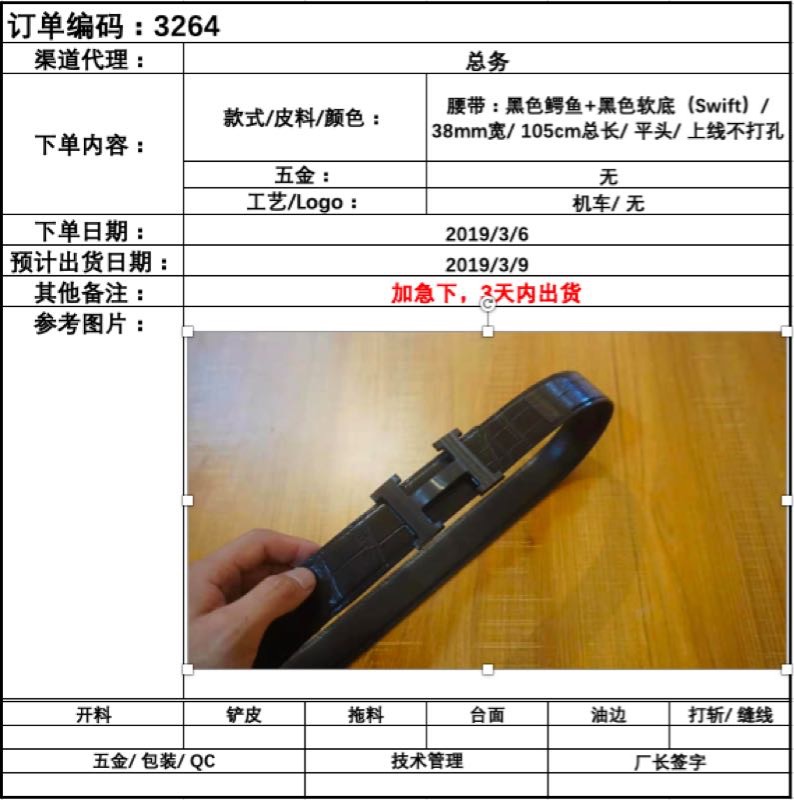 订单编码：3264
渠道代理：
总务
下单内容：
款式/皮料/颜色：
腰带：黑色鳄鱼+黑色软底（Swift）/
38mm宽/ 105cm总长/ 平头/ 上线不打孔
五金：
无
工艺/Logo：
机车/ 无
下单日期：
2019/3/6
预计出货日期：
2019/3/9
其他备注：
加急下，3天内出货
参考图片：
开料 铲皮 拖料 台面 油边 打斩/ 缝线
五金/ 包装/ QC 技术管理 厂长签字